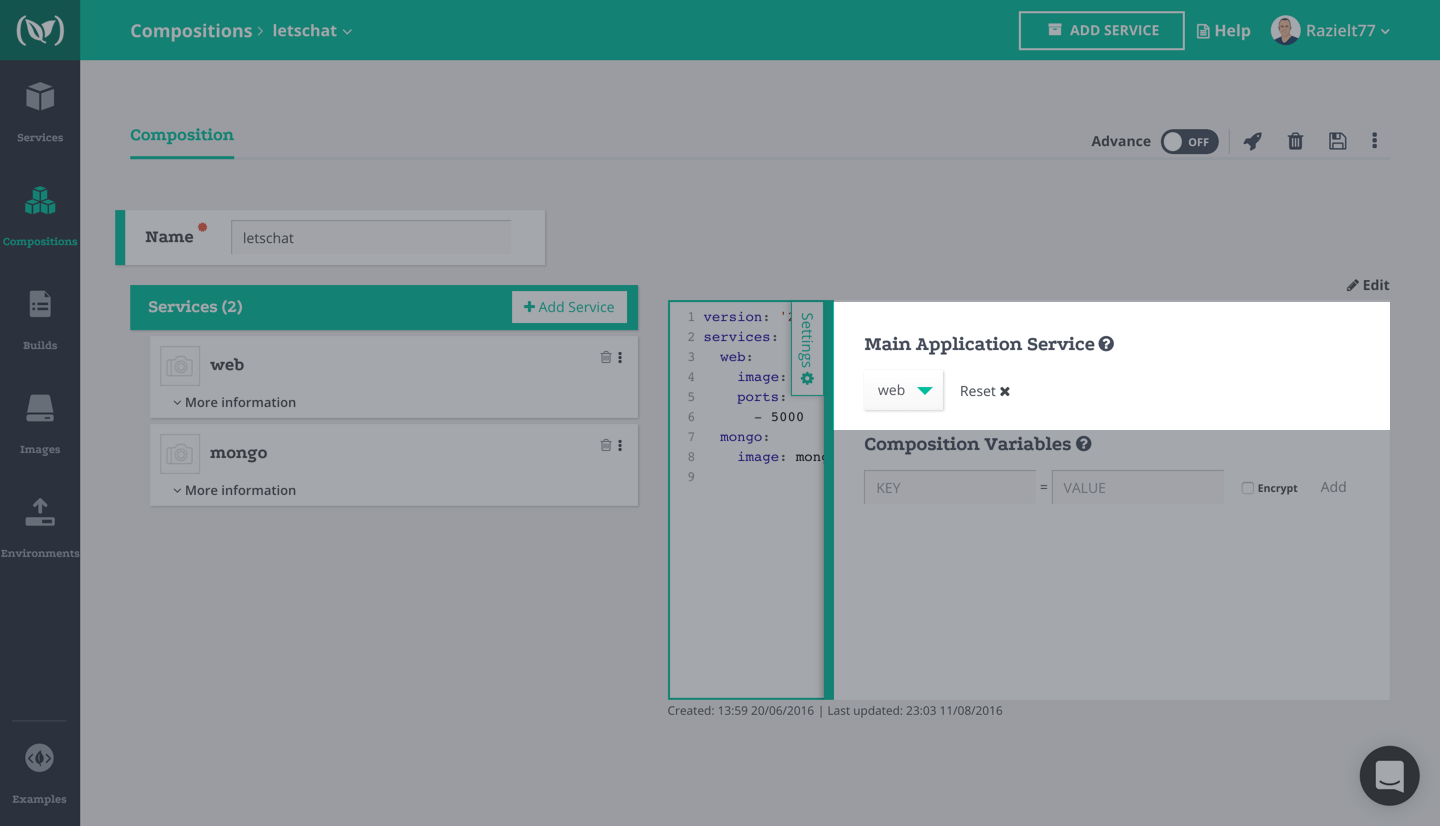 Compositions › letschat
ADD SERVICE
Help
Razielt77
Services
Compositions
Builds
Images
Environments
Examples
Composition
Advance OFF
Name
letschat
Services (2)
Add Service
web
More information
mongo
More information
Edit
1 version: '2
2 services:
3 web:
4 image:
5 ports:
6 - 5000
7 mongo:
8 image: mong
9
Settings
Main Application Service
web
Reset
Composition Variables
KEY = VALUE Encrypt Add
Created: 13:59 20/06/2016 | Last updated: 23:03 11/08/2016